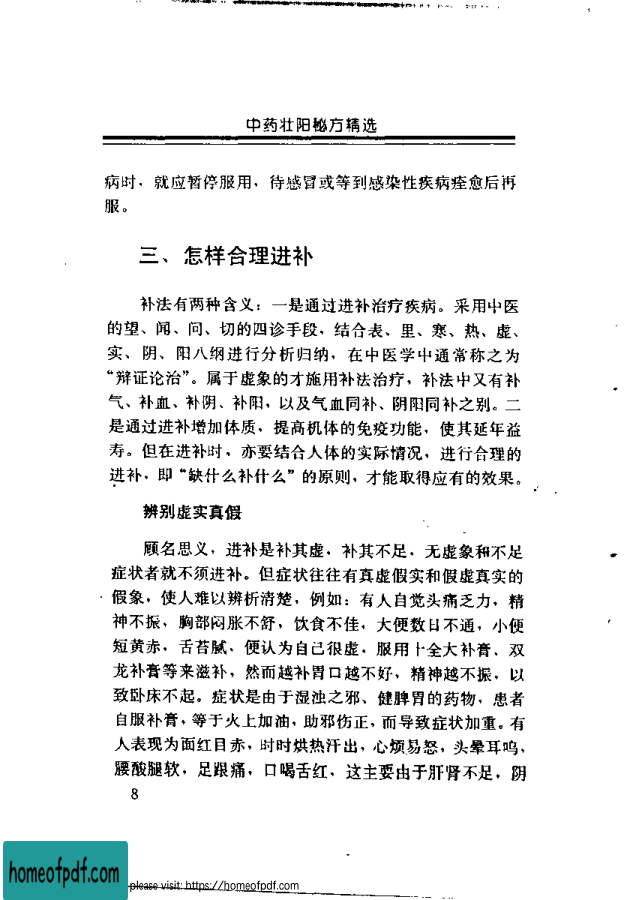 中药壮阳秘方精选
病时，就应暂停服用，待感冒或等到感染性疾病痊愈后再
服。
三、怎样合理进补
补法有两种含义：一是通过进补治疗疾病。采用中医
的望、闻、问、切的四诊手段，结合表、里、寒、热、虚、
实、阴、阳八纲进行分析归纳，在中医学中通常称之为
“辩证论治”。属于虚象的才施用补法治疗，补法中又有补
气、补血、补阴、补阳，以及气血同补、阴阳同补之别。二
是通过进补增加体质，提高机体的免疫功能，使其延年益
寿。但在进补时，亦要结合人体的实际情况，进行合理的
进补，即“缺什么补什么”的原则，才能取得应有的效果。
辨别虚实真假
顾名思义，进补是补其虚，补其不足，无虚象和不足
症状者就不须进补。但症状往往有真虚假实和假虚真实的
假象，使人难以辨析清楚，例如：有人自觉头痛乏力，精
神不振，胸部闷胀不舒，饮食不佳，大便数日不通，小便
短黄赤，舌苔腻，便认为自己很虚，服用十全大补膏、双
龙补膏等来滋补，然而越补胃口越不好，精神越不振，以
致卧床不起。症状是由于湿浊之邪、健脾胃的药物，患者
自服补膏，等于火上加油，助邪伤正，而导致症状加重。有
人表现为面红目赤，时时烘热汗出，心烦易怒，头晕耳鸣，
腰酸腿软，足跟痛，口喝舌红，这主要由于肝肾不足，阴
8
homeofpdf.com
please visit: https://homeofpdf.com